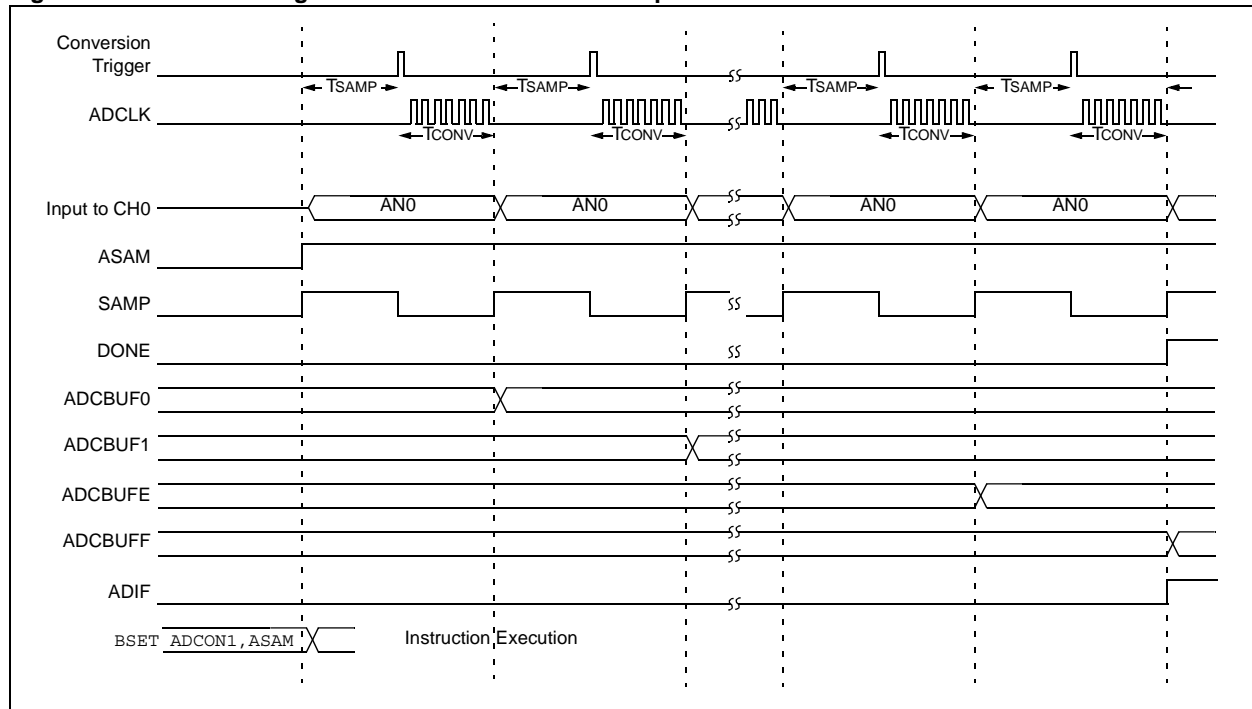 Conversion
Trigger
TSAMP TSAMP TSAMP TSAMP
ADCLK
TCONV TCONV TCONV TCONV
Input to CH0 AN0 AN0 AN0 AN0
ASAM
SAMP
DONE
ADCBUF0
ADCBUF1
ADCBUFE
ADCBUFF
ADIF
BSET ADCON1,ASAM Instruction Execution